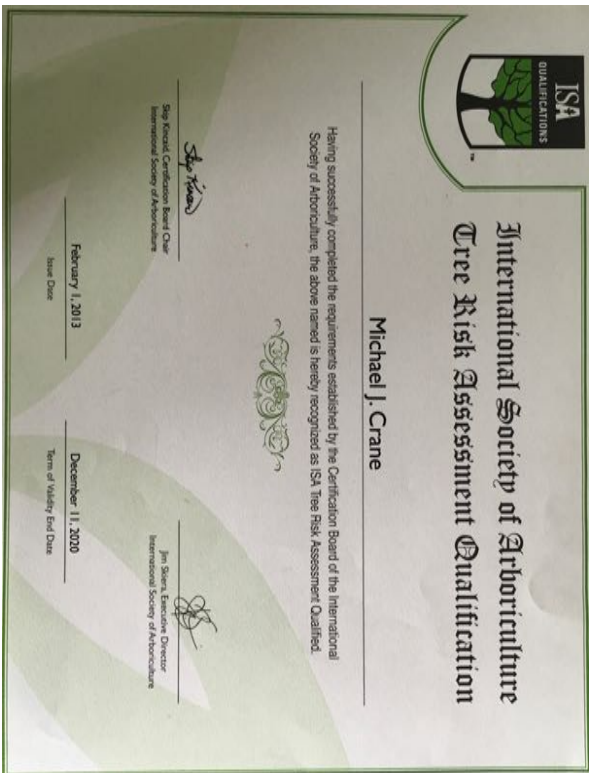 ISA
QUALIFICATIONS
™
International Society of Arboriculture
Tree Risk Assessment Qualification
Michael J. Crane
Having successfully completed the requirements established by the Certification Board of the International
Society of Arboriculture, the above named is hereby recognized as ISA Tree Risk Assessment Qualified.
Skip Kincaid, Certification Board Chair
International Society of Arboriculture
Jim Skiera, Executive Director
International Society of Arboriculture
February 1, 2013
Issue Date
December 11, 2020
Term of Validity End Date